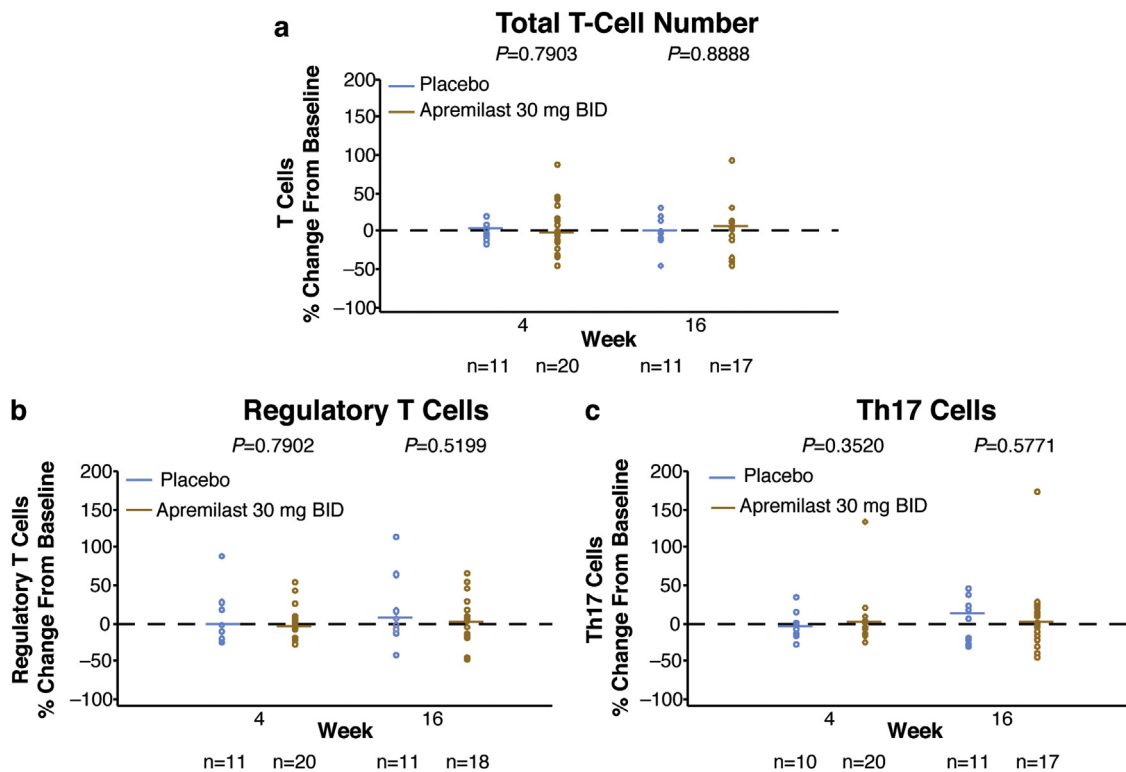 a
Total T-Cell Number
P=0.7903 P=0.8888
Placebo
Apremilast 30 mg BID
T Cells
% Change From Baseline
200
150
100
50
0
−50
−100
4 16
Week
n=11 n=20 n=11 n=17
b
Regulatory T Cells
P=0.7902 P=0.5199
Placebo
Apremilast 30 mg BID
Regulatory T Cells
% Change From Baseline
200
150
100
50
0
−50
−100
4 16
Week
n=11 n=20 n=11 n=18
c
Th17 Cells
P=0.3520 P=0.5771
Placebo
Apremilast 30 mg BID
Th17 Cells
% Change From Baseline
200
150
100
50
0
−50
−100
4 16
Week
n=10 n=20 n=11 n=17